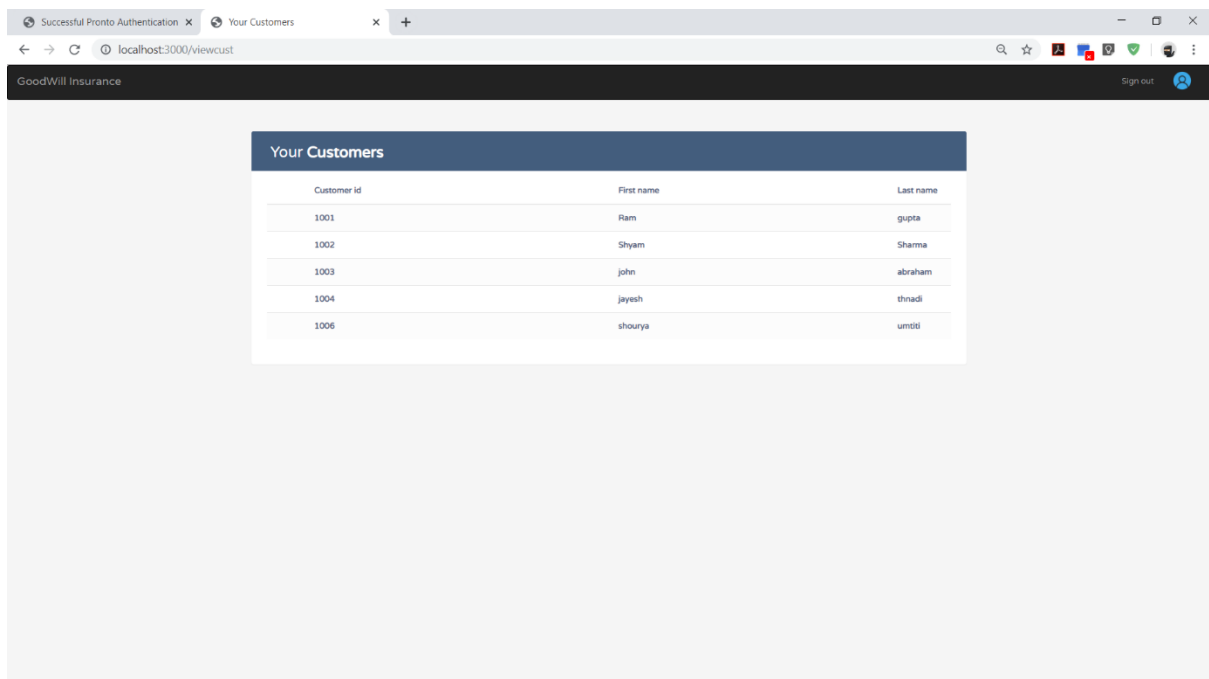 Successful Pronto Authentication Your Customers
localhost:3000/viewcust
GoodWill Insurance Sign out
Your Customers
Customer id First name Last name
1001 Ram gupta
1002 Shyam Sharma
1003 john abraham
1004 jayesh thnadi
1006 shourya umtiti